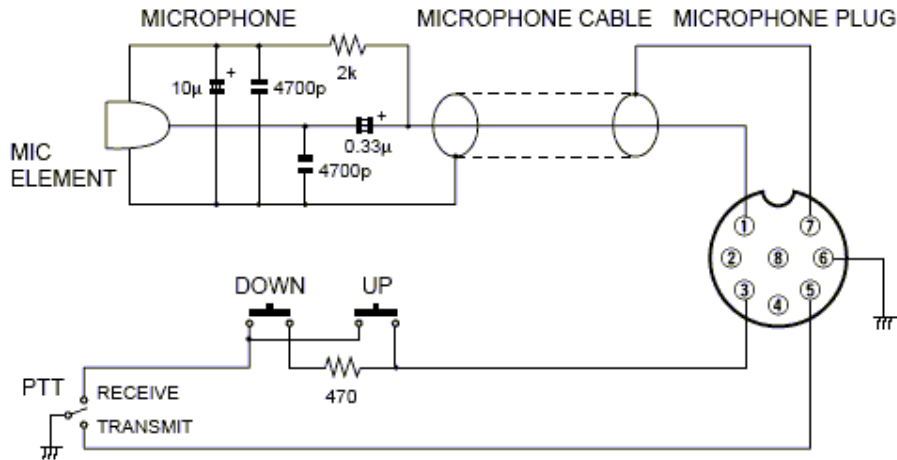 MICROPHONE
MICROPHONE CABLE
MICROPHONE PLUG
2k
10μ
+
4700p
+
0.33μ
4700p
MIC
ELEMENT
1
7
2
8
6
3
4
5
DOWN
UP
470
PTT
RECEIVE
TRANSMIT